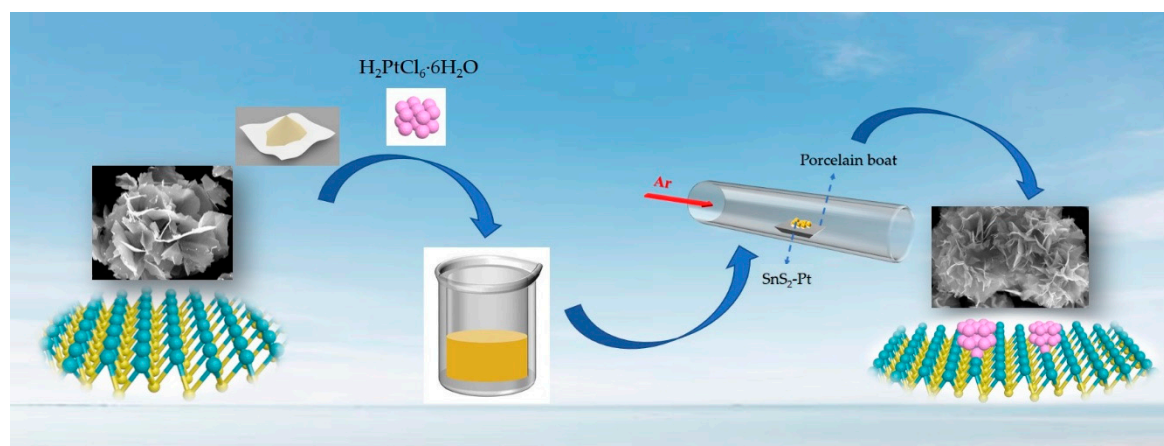 H₂PtCl₆·6H₂O
Porcelain boat
Ar
SnS₂-Pt